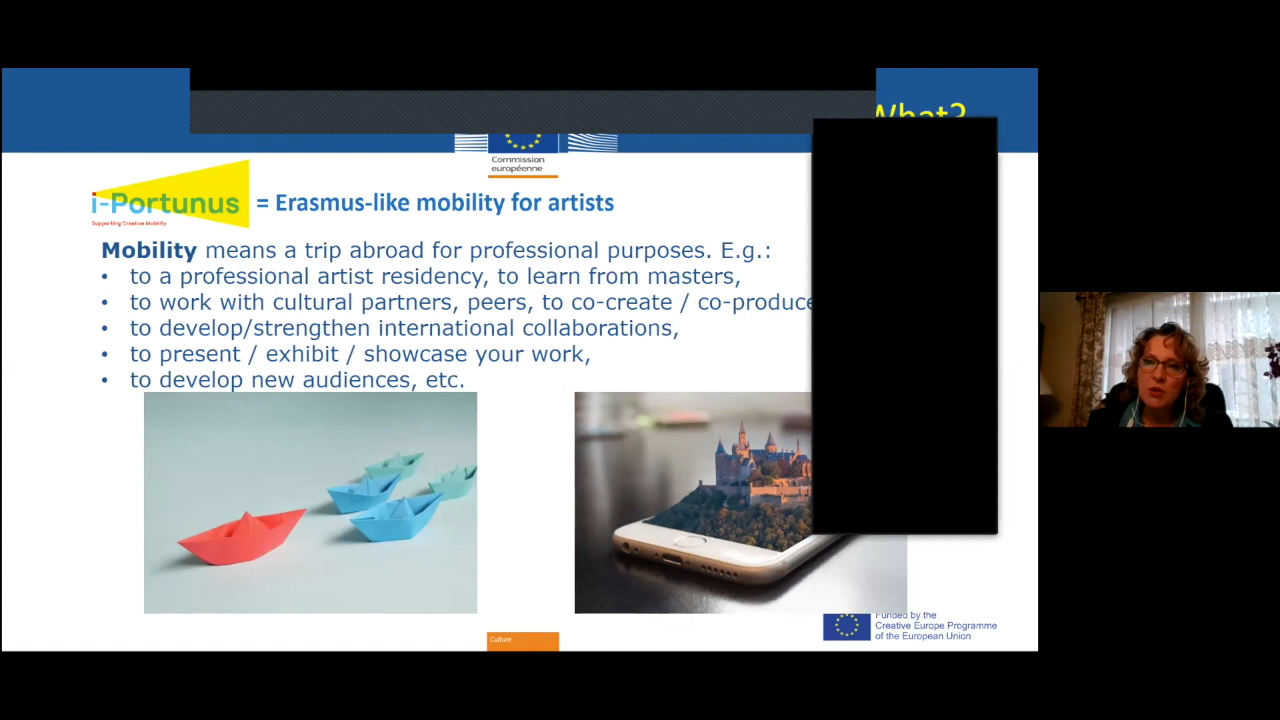 What?
Commission
européenne
i-Portunus
Supporting Creative Mobility
= Erasmus-like mobility for artists
Mobility means a trip abroad for professional purposes. E.g.:
• to a professional artist residency, to learn from masters,
• to work with cultural partners, peers, to co-create / co-produce
• to develop/strengthen international collaborations,
• to present / exhibit / showcase your work,
• to develop new audiences, etc.
Culture
Funded by the
Creative Europe Programme
of the European Union